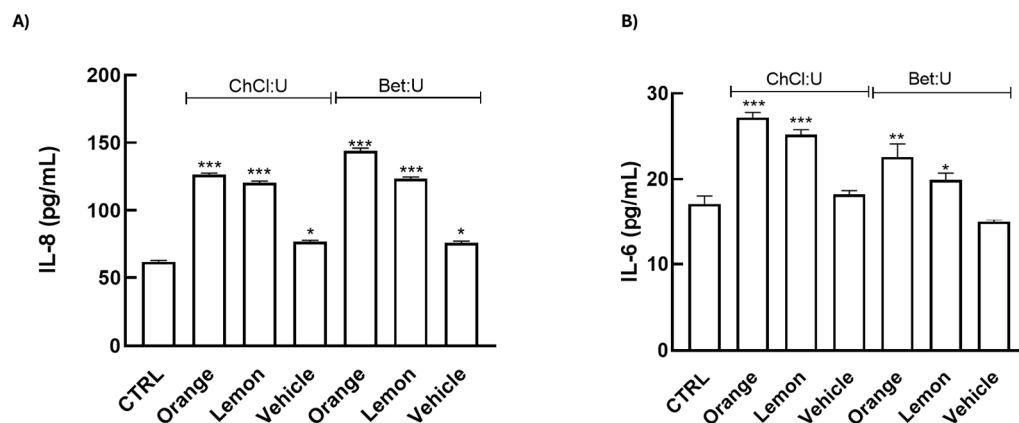 A)
ChCl:U Bet:U
200
150
100
50
0
IL-8 (pg/mL)
*** *** * *** *** *
CTRL Orange Lemon Vehicle Orange Lemon Vehicle
B)
ChCl:U Bet:U
30
20
10
0
IL-6 (pg/mL)
*** *** ** *
CTRL Orange Lemon Vehicle Orange Lemon Vehicle